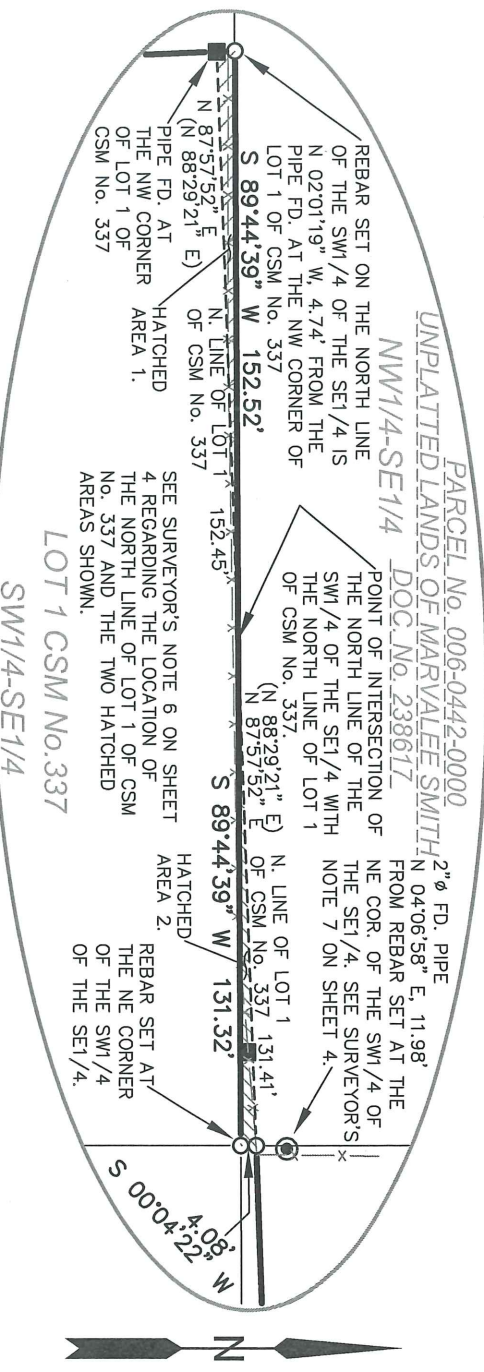 PARCEL No. 006-0442-0000
UNPLATTED LANDS OF MARVALEE SMITH
NW1/4-SE1/4 DOC. No. 238617
REBAR SET ON THE NORTH LINE
OF THE SW1/4 OF THE SE1/4 IS
N 02°01'19" W, 4.74' FROM THE
PIPE FD. AT THE NW CORNER OF
LOT 1 OF CSM No. 337
POINT OF INTERSECTION OF
THE NORTH LINE OF THE
SW1/4 OF THE SE1/4 WITH
THE NORTH LINE OF LOT 1
OF CSM No. 337.
2"ø FD. PIPE
N 04°06'58" E, 11.98'
FROM REBAR SET AT THE
NE COR. OF THE SW1/4 OF
THE SE1/4. SEE SURVEYOR'S
NOTE 7 ON SHEET 4.
S 89°44'39" W 152.52'
N 87°57'52" E
(N 88°29'21" E)
N. LINE OF LOT 1
OF CSM No. 337
152.45'
(N 88°29'21" E)
N 87°57'52" E
N. LINE OF LOT 1
OF CSM No. 337
131.41'
S 89°44'39" W 131.32'
PIPE FD. AT
THE NW CORNER
OF LOT 1 OF
CSM No. 337
HATCHED
AREA 1.
SEE SURVEYOR'S NOTE 6 ON SHEET
4 REGARDING THE LOCATION OF
THE NORTH LINE OF LOT 1 OF CSM
No. 337 AND THE TWO HATCHED
AREAS SHOWN.
HATCHED
AREA 2.
REBAR SET AT
THE NE CORNER
OF THE SW1/4
OF THE SE1/4.
4.08'
S 00°04'22" W
LOT 1 CSM No.337
SW1/4-SE1/4
N